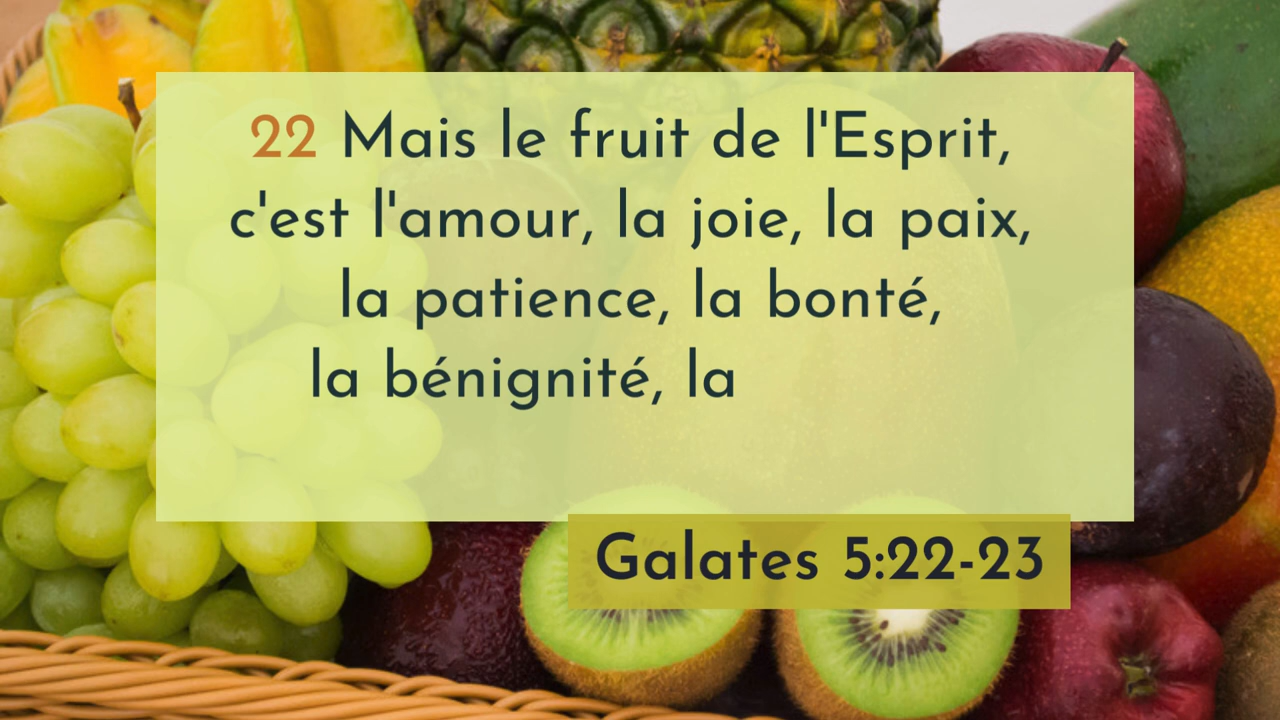 22 Mais le fruit de l'Esprit,
c'est l'amour, la joie, la paix,
la patience, la bonté,
la bénignité, la
Galates 5:22-23